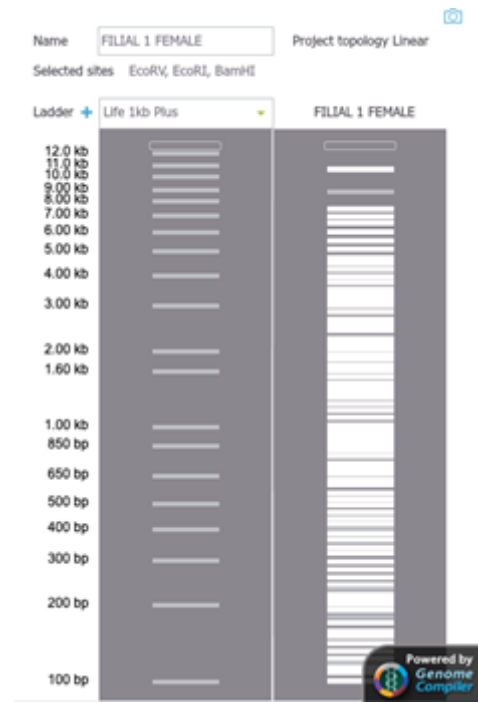 Name FILIAL 1 FEMALE Project topology Linear
Selected sites EcoRV, EcoRI, BamHI
Ladder + Life 1kb Plus FILIAL 1 FEMALE
12.0 kb
11.0 kb
10.0 kb
9.00 kb
8.00 kb
7.00 kb
6.00 kb
5.00 kb
4.00 kb
3.00 kb
2.00 kb
1.60 kb
1.00 kb
850 bp
650 bp
500 bp
400 bp
300 bp
200 bp
100 bp
Powered by
Genome
Compiler